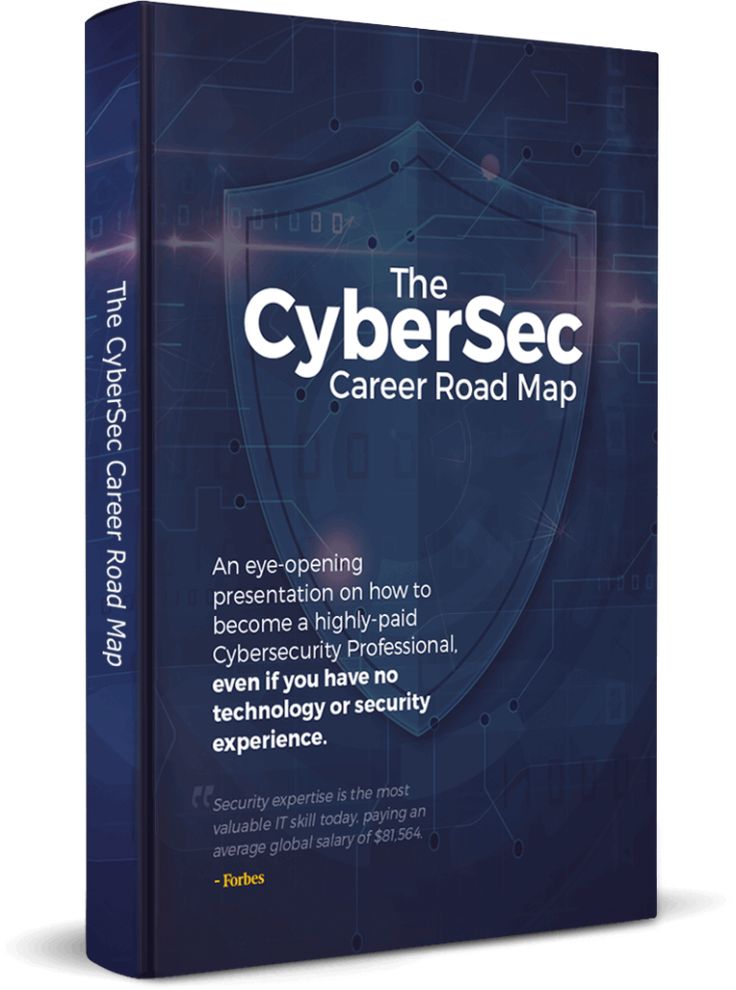 The CyberSec Career Road Map
The
CyberSec
Career Road Map
An eye-opening
presentation on how to
become a highly-paid
Cybersecurity Professional,
even if you have no
technology or security
experience.
“Security expertise is the most
valuable IT skill today. paying an
average global salary of $81,564.
- Forbes